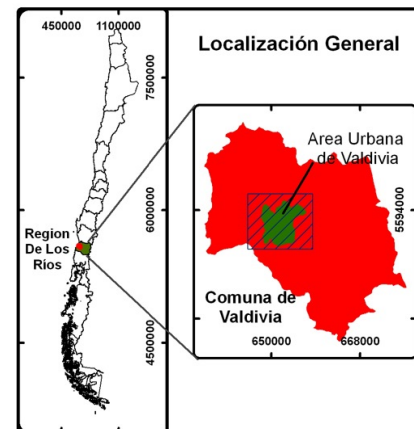 450000 1100000
7500000
6000000
4500000
Region
De Los
Ríos
Localización General
Area Urbana
de Valdivia
5594000
Comuna de
Valdivia
650000 668000